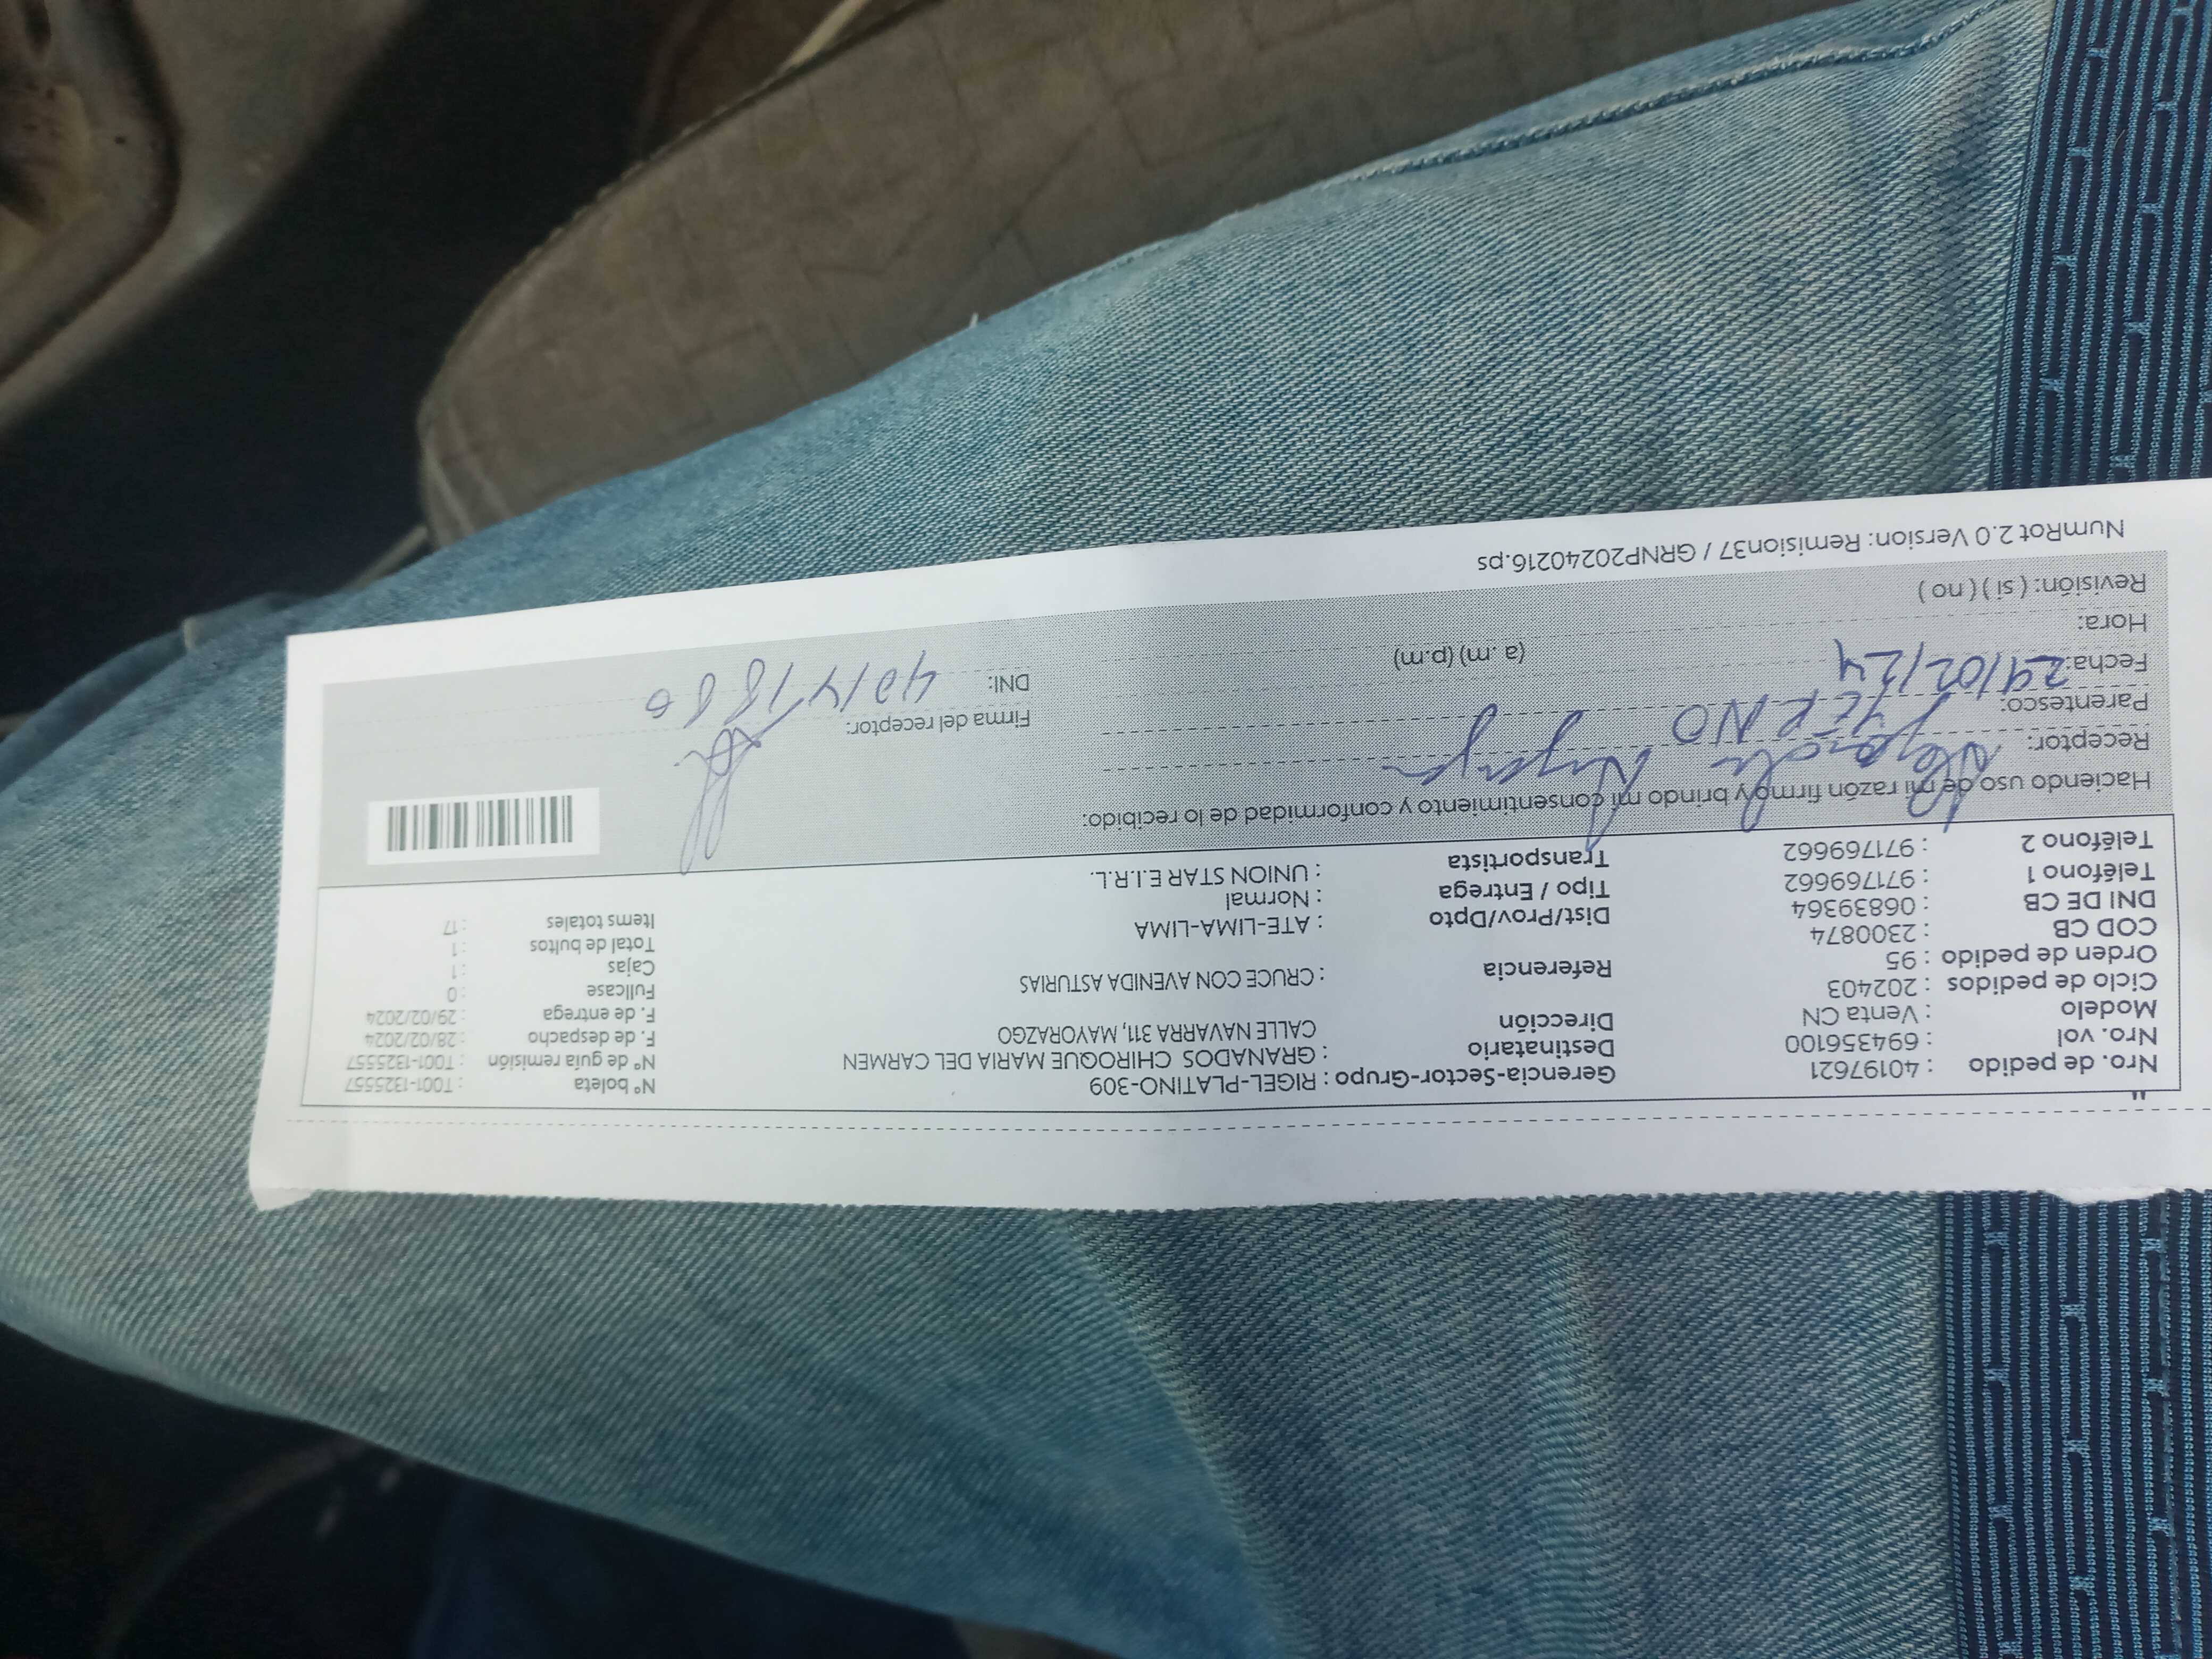 Nro. de pedido : 40197621 Gerencia-Sector-Grupo : RIGEL-PLATINO-309 N° boleta : T001-1325557
Nro. vol : 694356100 Destinatario : GRANADOS CHIROQUE MARIA DEL CARMEN N° de guía remisión : T001-1325557
Modelo : Venta CN Dirección CALLE NAVARRA 311, MAYORAZGO F. de despacho : 28/02/2024
Ciclo de pedidos : 202403 F. de entrega : 29/02/2024
Orden de pedido : 95 Referencia : CRUCE CON AVENIDA ASTURIAS Fullcase : 0
COD CB : 2300874 Cajas : 1
DNI DE CB : 06839364 Dist/Prov/Dpto : ATE-LIMA-LIMA Total de bultos : 1
Teléfono 1 : 971769662 Tipo / Entrega : Normal Items totales : 17
Teléfono 2 : 971769662 Transportista : UNION STAR E.I.R.L.
Haciendo uso de mi razón firmo y brindo mi consentimiento y conformidad de lo recibido:
Receptor:
Parentesco: YERNO Firma del receptor:
Fecha: 29/02/24 DNI:
Hora: (a .m) (p.m)
Revisión: ( si ) ( no )
NumRot 2.0 Version: Remision37 / GRNP20240216.ps